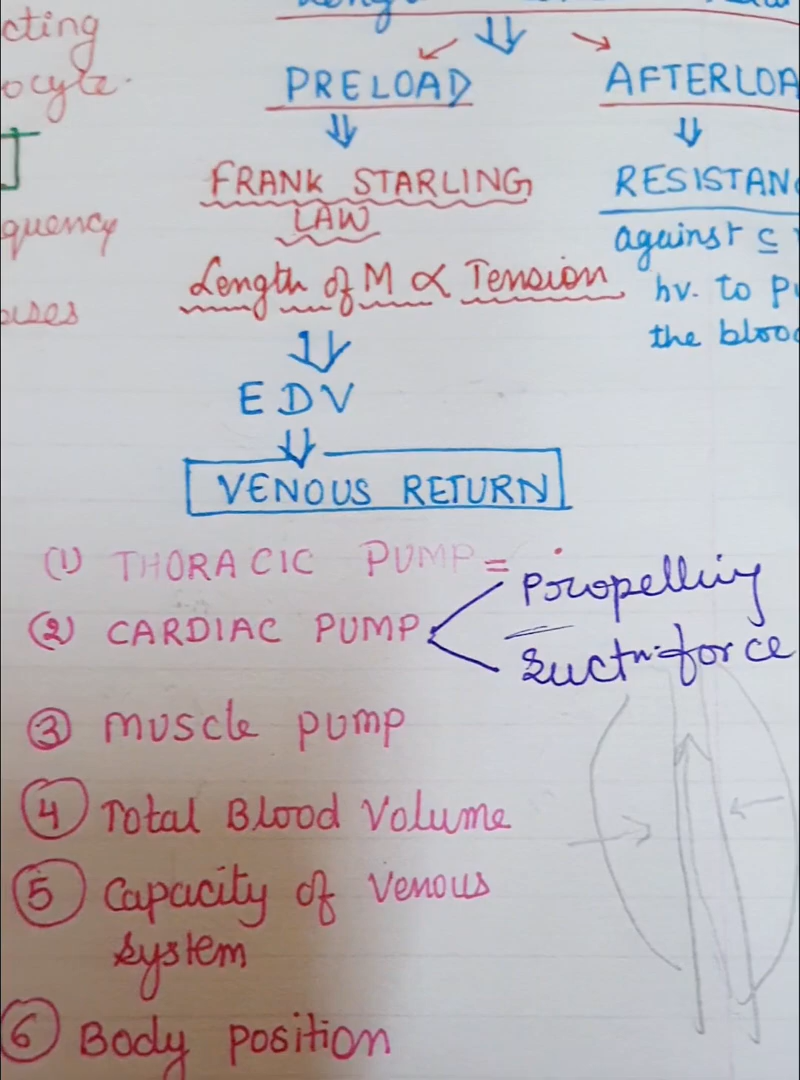 cting
ocyte.
PRELOAD
AFTERLOA
FRANK STARLING
LAW
RESISTAN
quency
against c
Length of M ∝ Tension
hv. to p
uses
the bloo
EDV
VENOUS RETURN
(1) THORACIC PUMP =
(2) CARDIAC PUMP
Propelling
Suctn. force
③ Muscle pump
④ Total Blood Volume
⑤ Capacity of Venous
system
⑥ Body position